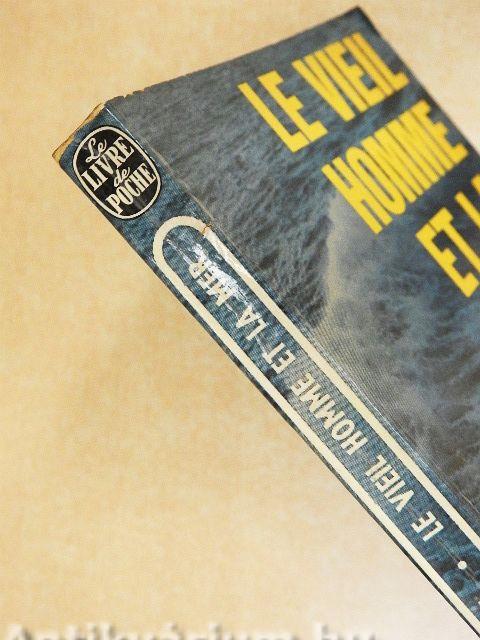 LE VIEIL
HOMME
ET
Le
LIVRE
de
POCHE
LE VIEIL HOMME ET LA MER